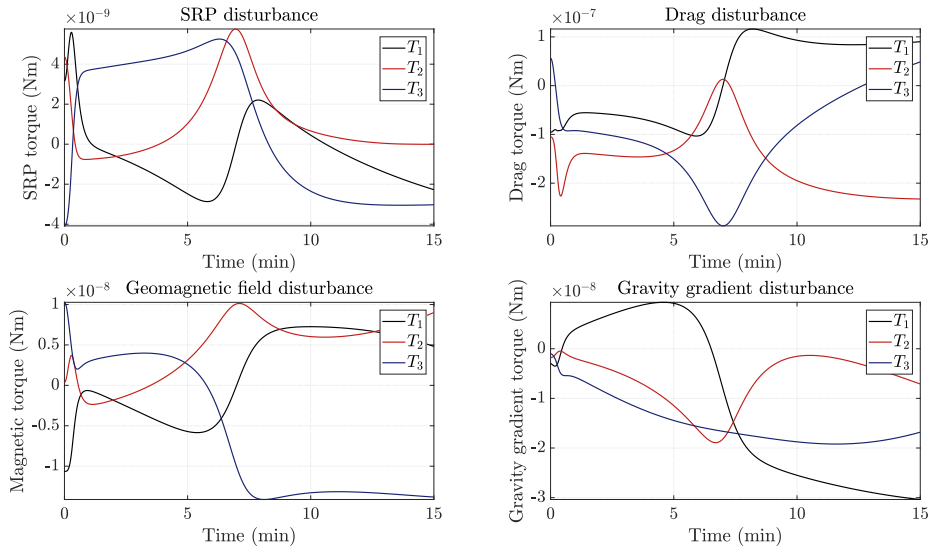 SRP disturbance
×10⁻⁹
SRP torque (Nm)
4
2
0
-2
-4
0
5
10
15
Time (min)
T₁
T₂
T₃
Drag disturbance
×10⁻⁷
Drag torque (Nm)
1
0
-1
-2
0
5
10
15
Time (min)
T₁
T₂
T₃
Geomagnetic field disturbance
×10⁻⁸
Magnetic torque (Nm)
1
0.5
0
-0.5
-1
0
5
10
15
Time (min)
T₁
T₂
T₃
Gravity gradient disturbance
×10⁻⁸
Gravity gradient torque (Nm)
0
-1
-2
-3
0
5
10
15
Time (min)
T₁
T₂
T₃